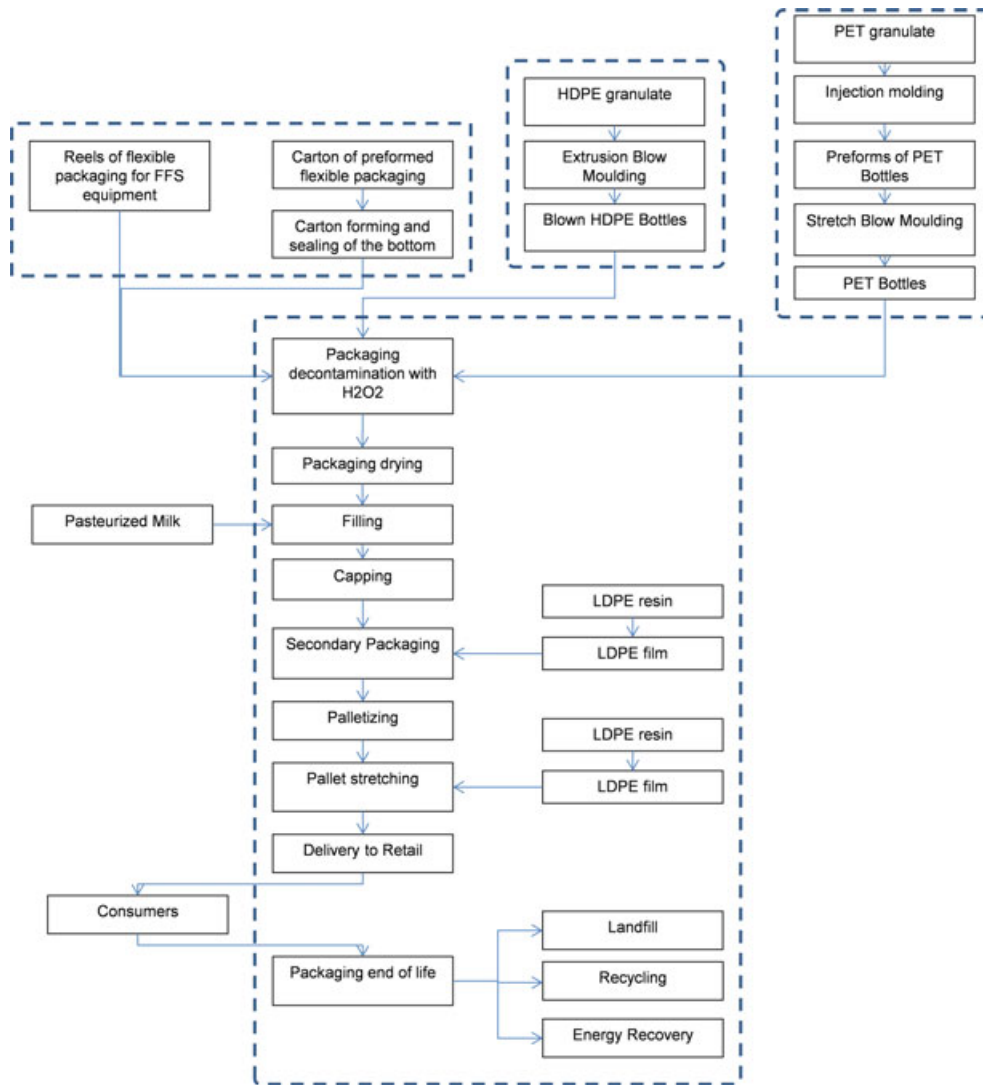 PET granulate
Injection molding
Preforms of PET
Bottles
Stretch Blow Moulding
PET Bottles
HDPE granulate
Extrusion Blow
Moulding
Blown HDPE Bottles
Reels of flexible
packaging for FFS
equipment
Carton of preformed
flexible packaging
Carton forming and
sealing of the bottom
Packaging
decontamination with
H2O2
Packaging drying
Pasteurized Milk
Filling
Capping
LDPE resin
Secondary Packaging
LDPE film
Palletizing
LDPE resin
Pallet stretching
LDPE film
Delivery to Retail
Consumers
Landfill
Packaging end of life
Recycling
Energy Recovery